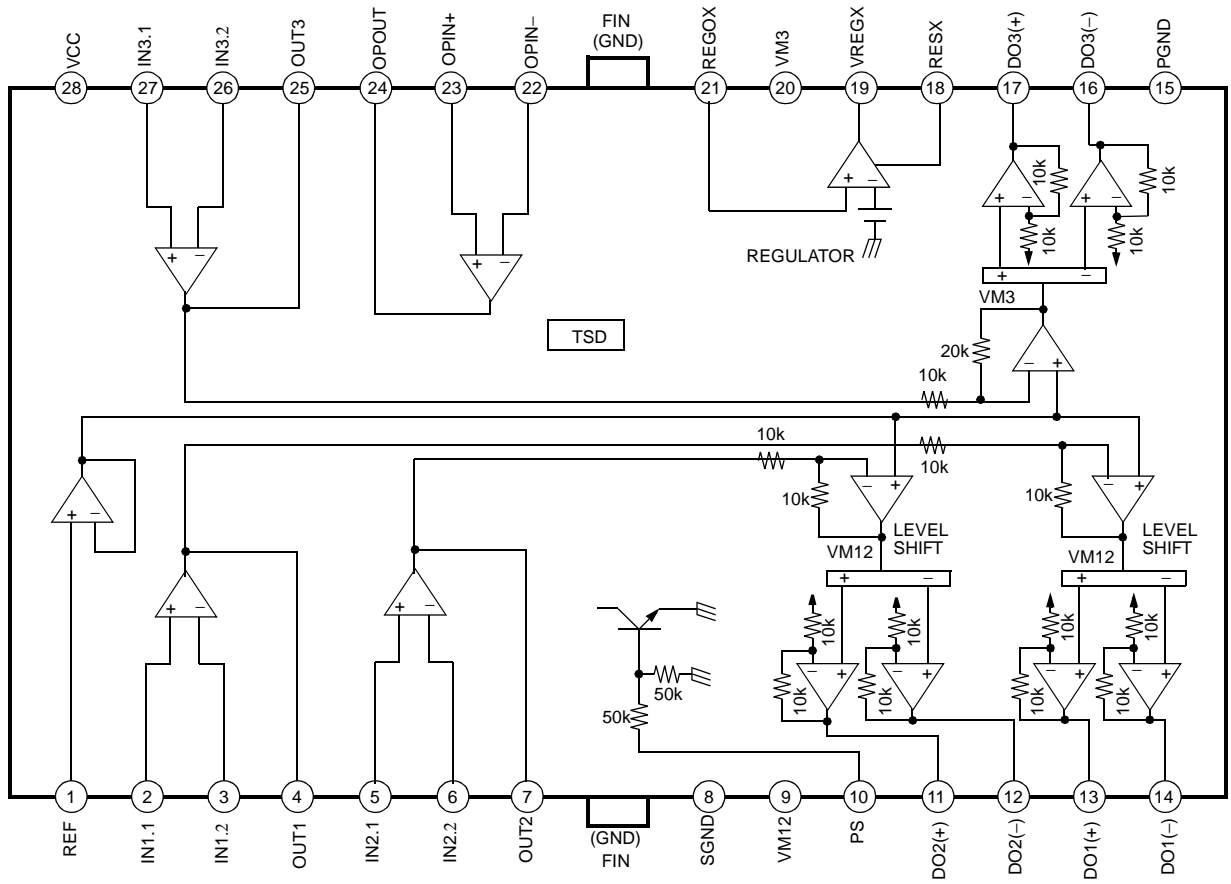 VCC
IN3.1
IN3.2
OUT3
OPOUT
OPIN+
OPIN−
FIN
(GND)
REGOX
VM3
VREGX
RESX
DO3(+)
DO3(−)
PGND
28
27
26
25
24
23
22
21
20
19
18
17
16
15
+ −
+ −
+ −
REGULATOR
+ −
10k
10k
+ −
10k
10k
+ −
VM3
TSD
20k
10k
− +
10k
10k
+ −
10k
− +
LEVEL
SHIFT
VM12
+ −
10k
− +
LEVEL
SHIFT
VM12
+ −
+ −
+ −
50k
50k
10k
10k
− +
10k
10k
− +
10k
10k
− +
10k
10k
− +
1
2
3
4
5
6
7
8
9
10
11
12
13
14
REF
IN1.1
IN1.2
OUT1
IN2.1
IN2.2
OUT2
(GND)
FIN
SGND
VM12
PS
DO2(+)
DO2(−)
DO1(+)
DO1(−)